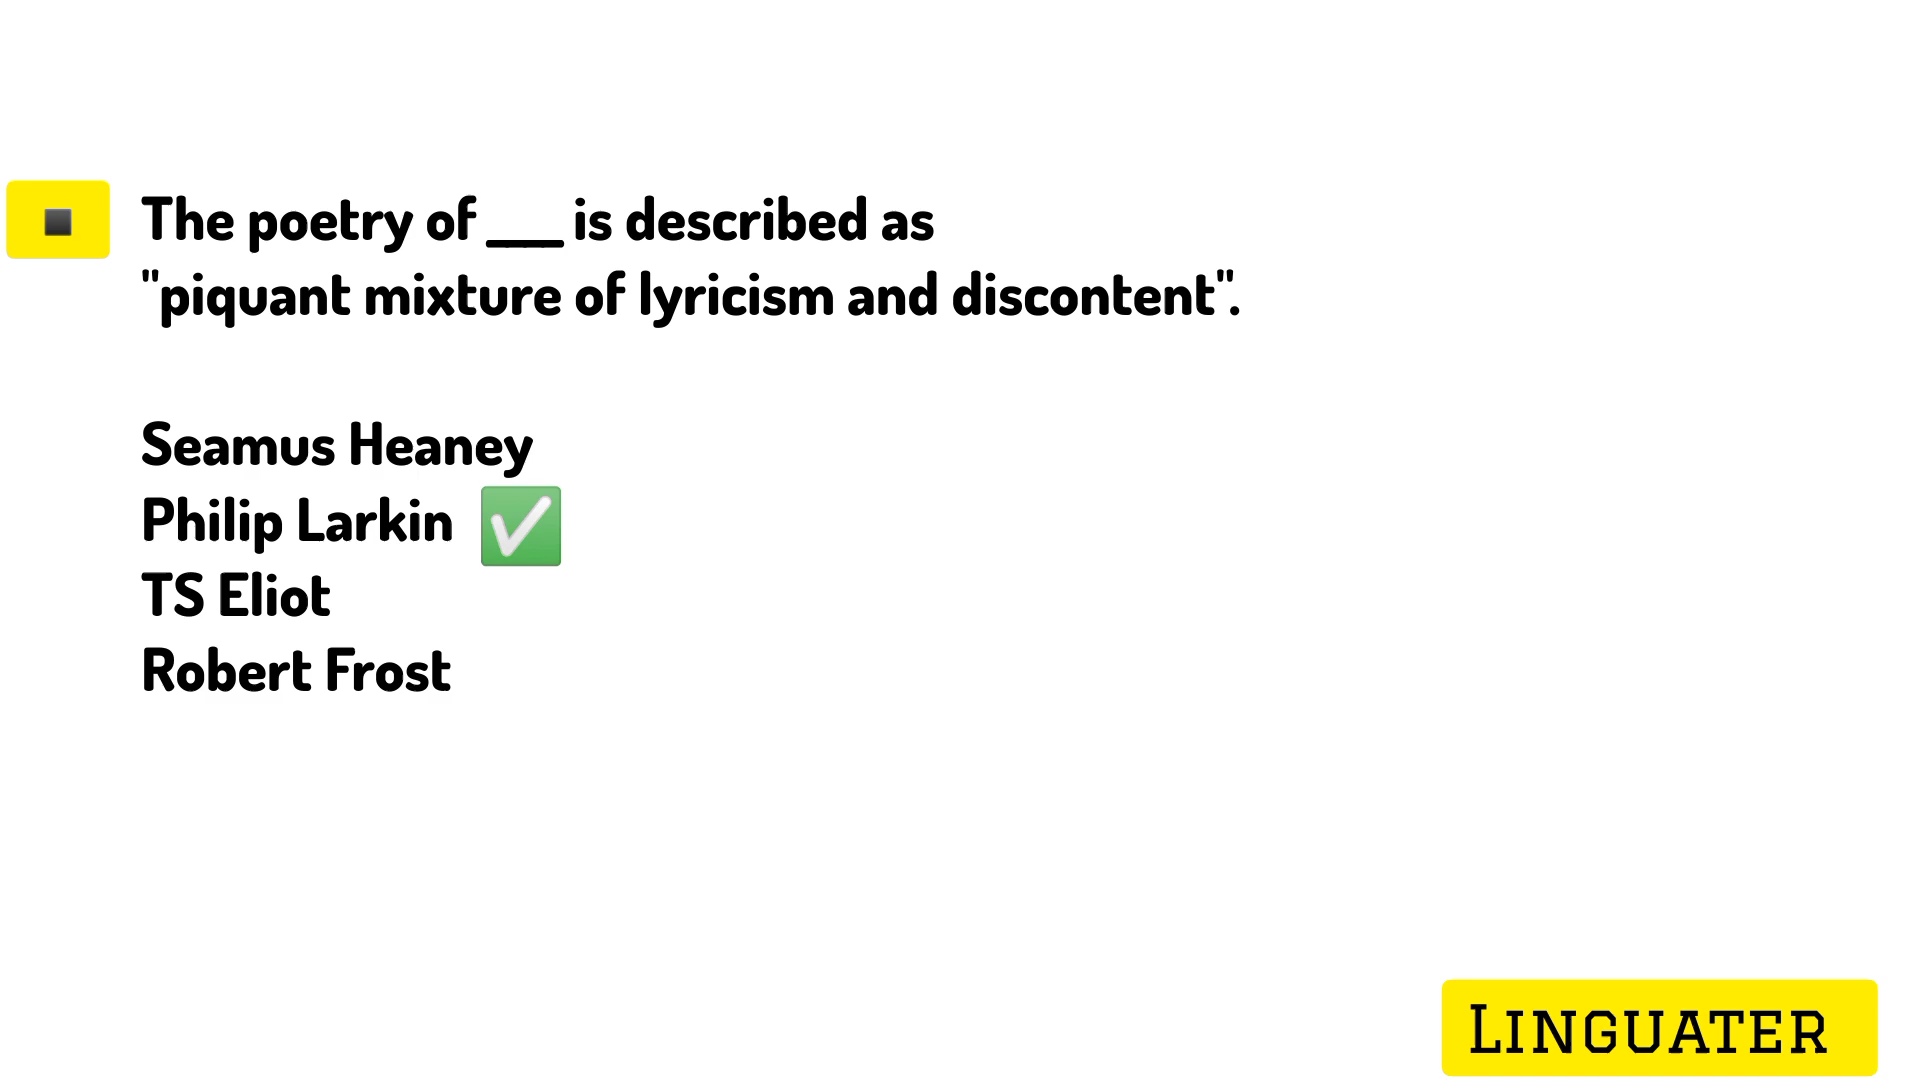 The poetry of ___ is described as
"piquant mixture of lyricism and discontent".
Seamus Heaney
Philip Larkin
TS Eliot
Robert Frost
LINGUATER